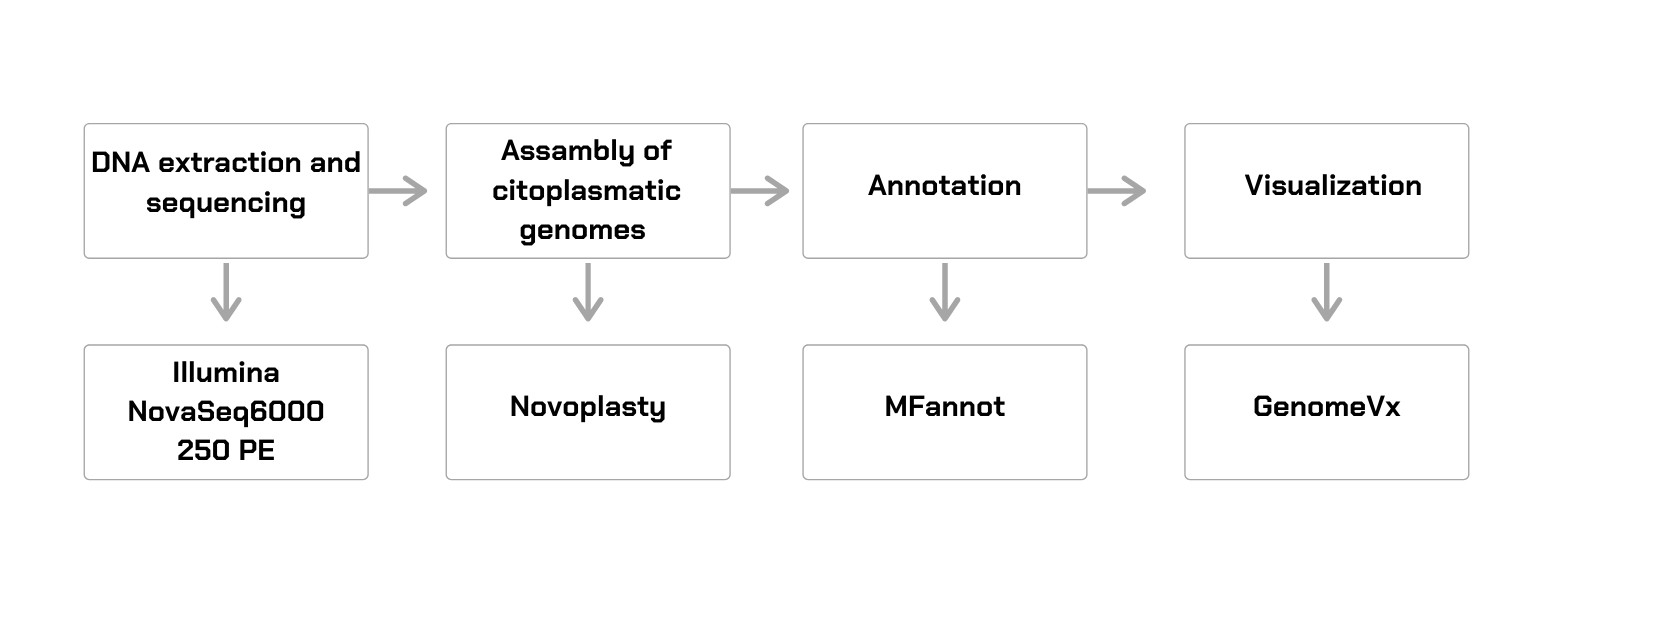 DNA extraction and
sequencing
Assambly of
citoplasmatic
genomes
Annotation
Visualization
Illumina
NovaSeq6000
250 PE
Novoplasty
MFannot
GenomeVx